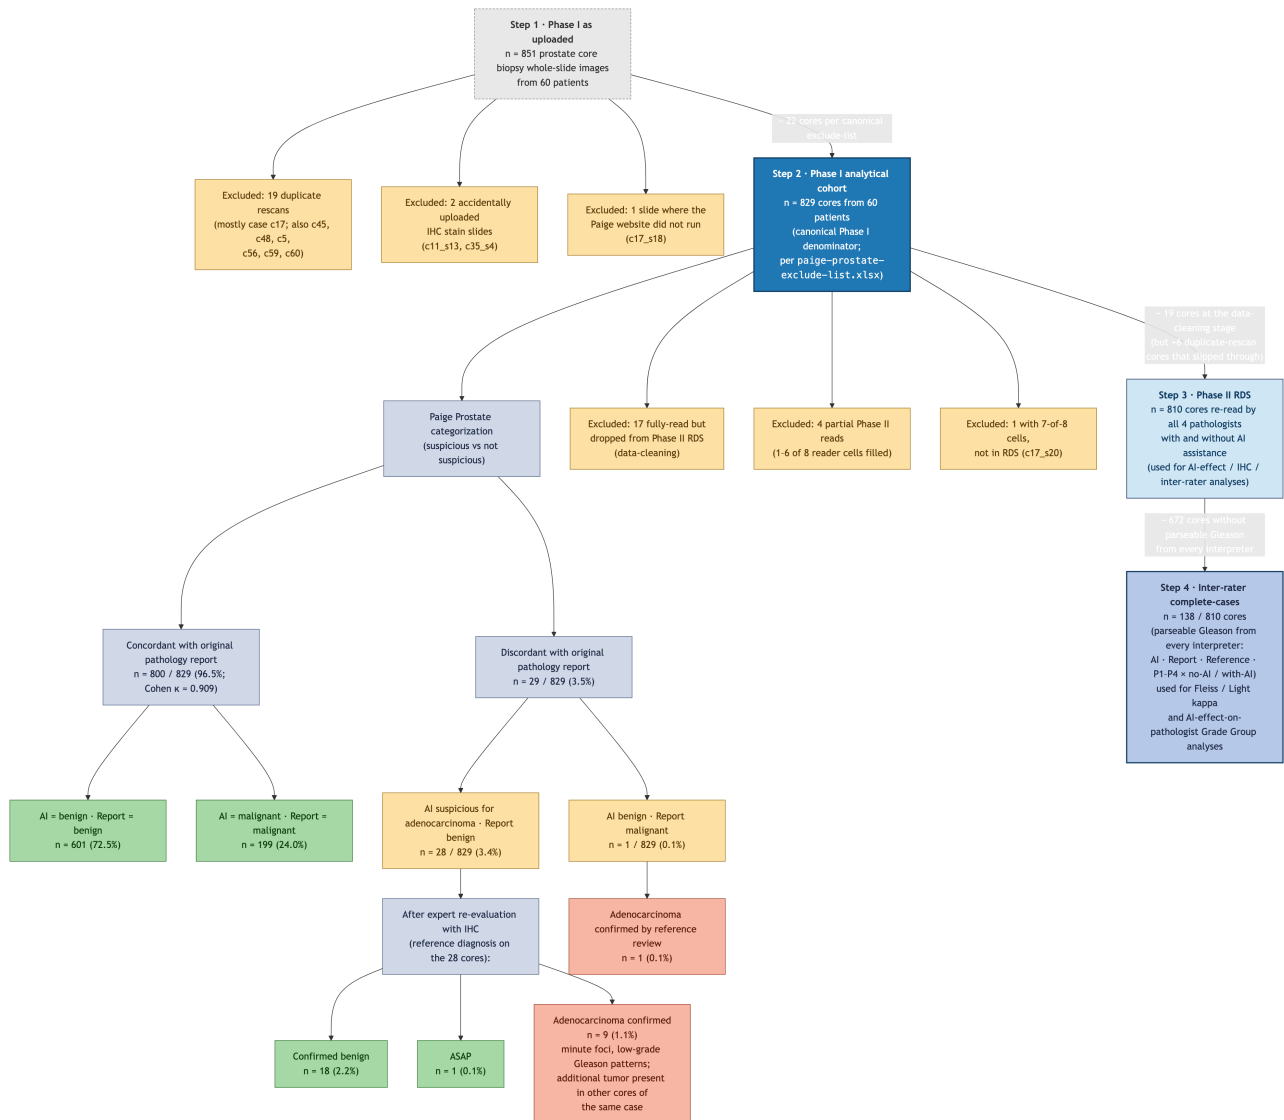 Step 1 · Phase I as
uploaded
n = 851 prostate core
biopsy whole-slide images
from 60 patients
− 22 cores per canonical
exclude-list
Excluded: 19 duplicate
rescans
(mostly case c17; also c45,
c48, c5,
c56, c59, c60)
Excluded: 2 accidentally
uploaded
IHC stain slides
(c11_s13, c35_s4)
Excluded: 1 slide where the
Paige website did not run
(c17_s18)
Step 2 · Phase I analytical
cohort
n = 829 cores from 60
patients
(canonical Phase I
denominator;
per paige-prostate-
exclude-list.xlsx)
− 19 cores at the data-
cleaning stage
(but +6 duplicate-rescan
cores that slipped through)
Paige Prostate
categorization
(suspicious vs not
suspicious)
Excluded: 17 fully-read but
dropped from Phase II RDS
(data-cleaning)
Excluded: 4 partial Phase II
reads
(1-6 of 8 reader cells filled)
Excluded: 1 with 7-of-8
cells,
not in RDS (c17_s20)
Step 3 · Phase II RDS
n = 810 cores re-read by
all 4 pathologists
with and without AI
assistance
(used for AI-effect / IHC /
inter-rater analyses)
− 672 cores without
parseable Gleason
from every interpreter
Step 4 · Inter-rater
complete-cases
n = 138 / 810 cores
(parseable Gleason from
every interpreter:
AI · Report · Reference ·
P1-P4 × no-AI / with-AI)
used for Fleiss / Light
kappa
and AI-effect-on-
pathologist Grade Group
analyses
Concordant with original
pathology report
n = 800 / 829 (96.5%;
Cohen κ = 0.909)
Discordant with original
pathology report
n = 29 / 829 (3.5%)
AI = benign · Report =
benign
n = 601 (72.5%)
AI = malignant · Report =
malignant
n = 199 (24.0%)
AI suspicious for
adenocarcinoma · Report
benign
n = 28 / 829 (3.4%)
AI benign · Report
malignant
n = 1 / 829 (0.1%)
After expert re-evaluation
with IHC
(reference diagnosis on
the 28 cores):
Adenocarcinoma
confirmed by reference
review
n = 1 (0.1%)
Confirmed benign
n = 18 (2.2%)
ASAP
n = 1 (0.1%)
Adenocarcinoma confirmed
n = 9 (1.1%)
minute foci, low-grade
Gleason patterns;
additional tumor present
in other cores of
the same case